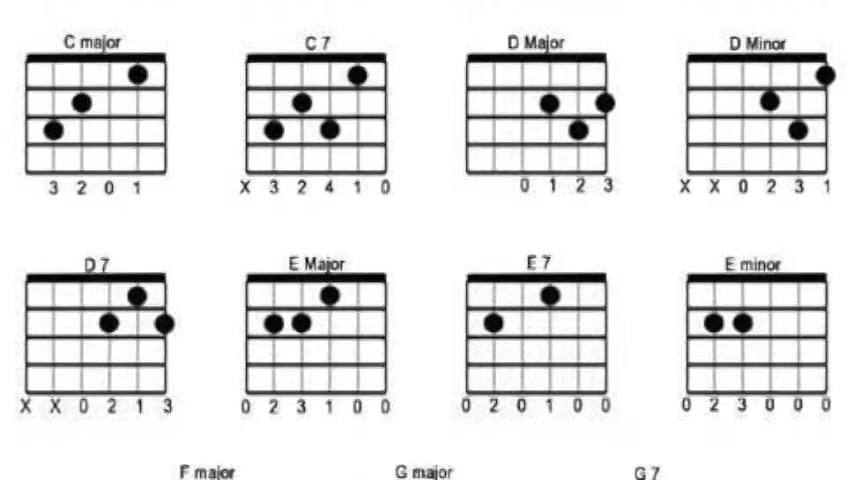 C major C 7 D Major D Minor
3 2 0 1 X 3 2 4 1 0 0 1 2 3 X X 0 2 3 1
D 7 E Major E 7 E minor
X X 0 2 1 3 0 2 3 1 0 0 0 2 0 1 0 0 0 2 3 0 0 0
F major G major G 7